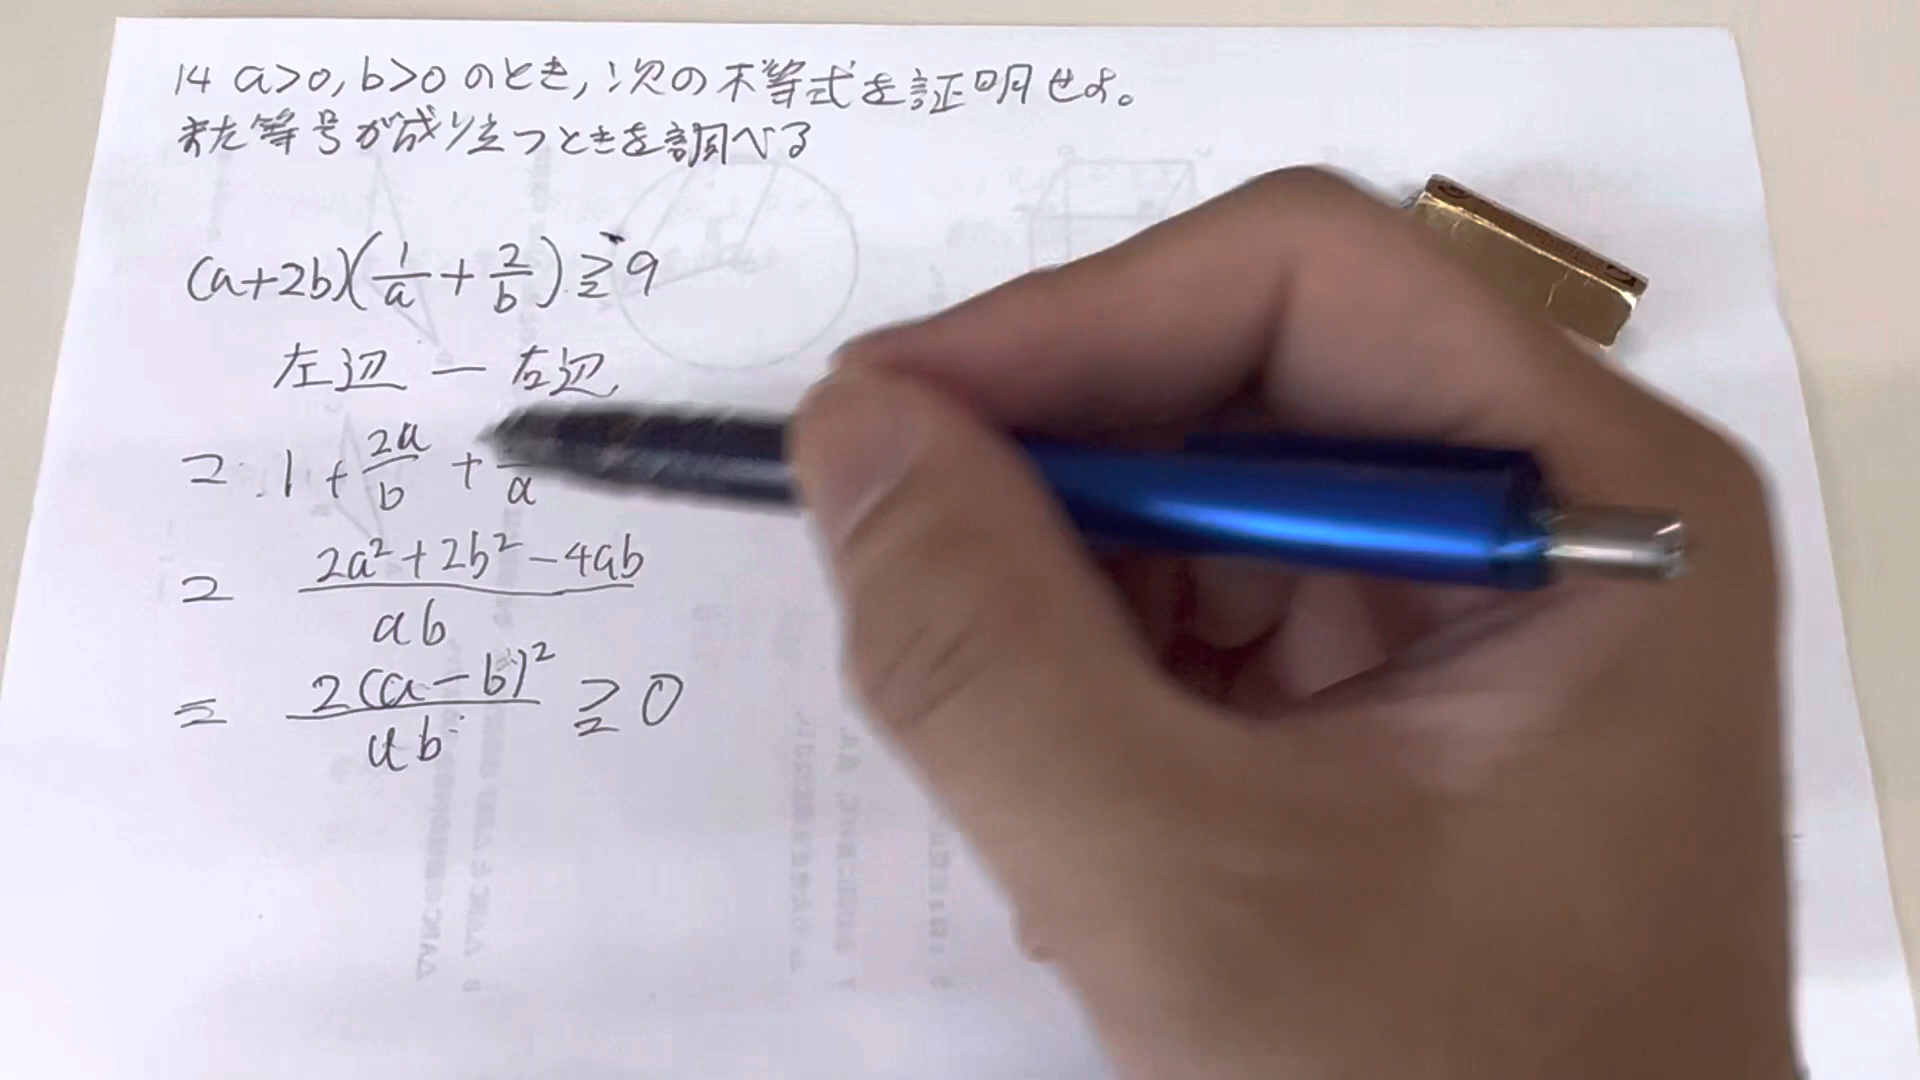 14 a>0, b>0 のとき, 次の不等式を証明せよ。
また等号が成り立つときを調べる
(a+2b)(1/a + 2/b) ≧ 9
左辺 − 右辺
= 1 + 2a/b + /a
= (2a²+2b²−4ab)/ab
= 2(a−b)²/ab ≧ 0